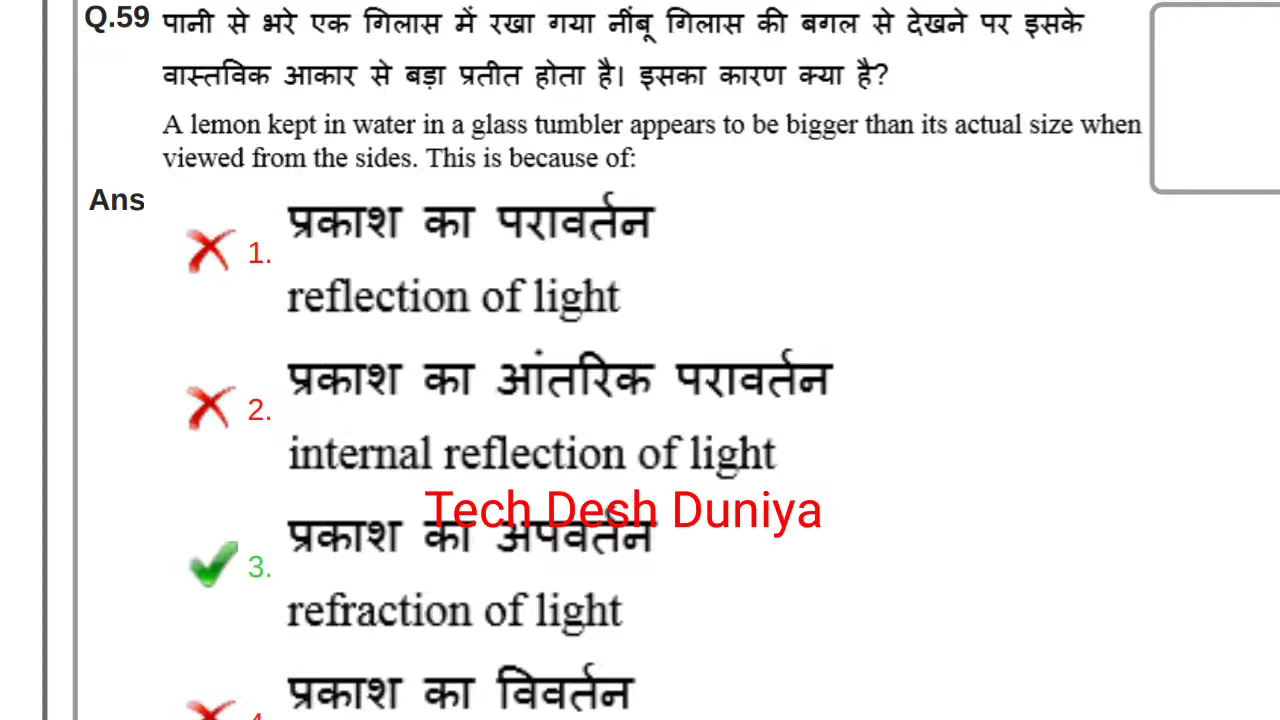 Q.59 पानी से भरे एक गिलास में रखा गया नींबू गिलास की बगल से देखने पर इसके
वास्तविक आकार से बड़ा प्रतीत होता है। इसका कारण क्या है?
A lemon kept in water in a glass tumbler appears to be bigger than its actual size when
viewed from the sides. This is because of:
Ans
1. प्रकाश का परावर्तन
reflection of light
2. प्रकाश का आंतरिक परावर्तन
internal reflection of light
Tech Desh Duniya
3. प्रकाश का अपवर्तन
refraction of light
4. प्रकाश का विवर्तन